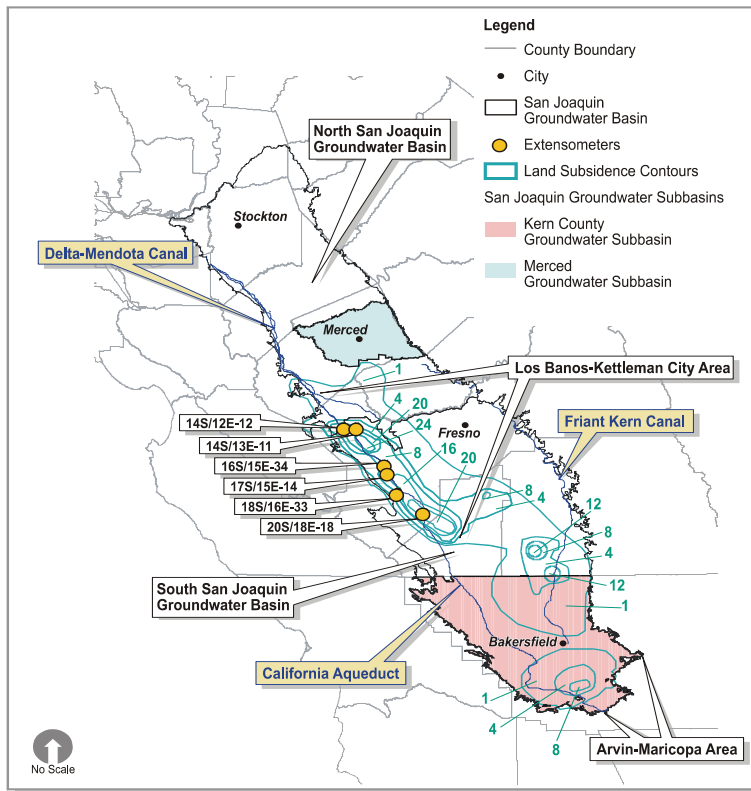 Legend
County Boundary
City
San Joaquin
Groundwater Basin
Extensometers
Land Subsidence Contours
San Joaquin Groundwater Subbasins
Kern County
Groundwater Subbasin
Merced
Groundwater Subbasin
North San Joaquin
Groundwater Basin
Stockton
Delta-Mendota Canal
Merced
1
Los Banos-Kettleman City Area
20
4
14S/12E-12
24
Fresno
Friant Kern Canal
14S/13E-11
8
16
16S/15E-34
20
17S/15E-14
8
4
12
18S/16E-33
8
20S/18E-18
4
12
South San Joaquin
Groundwater Basin
1
Bakersfield
California Aqueduct
1
4
8
Arvin-Maricopa Area
No Scale